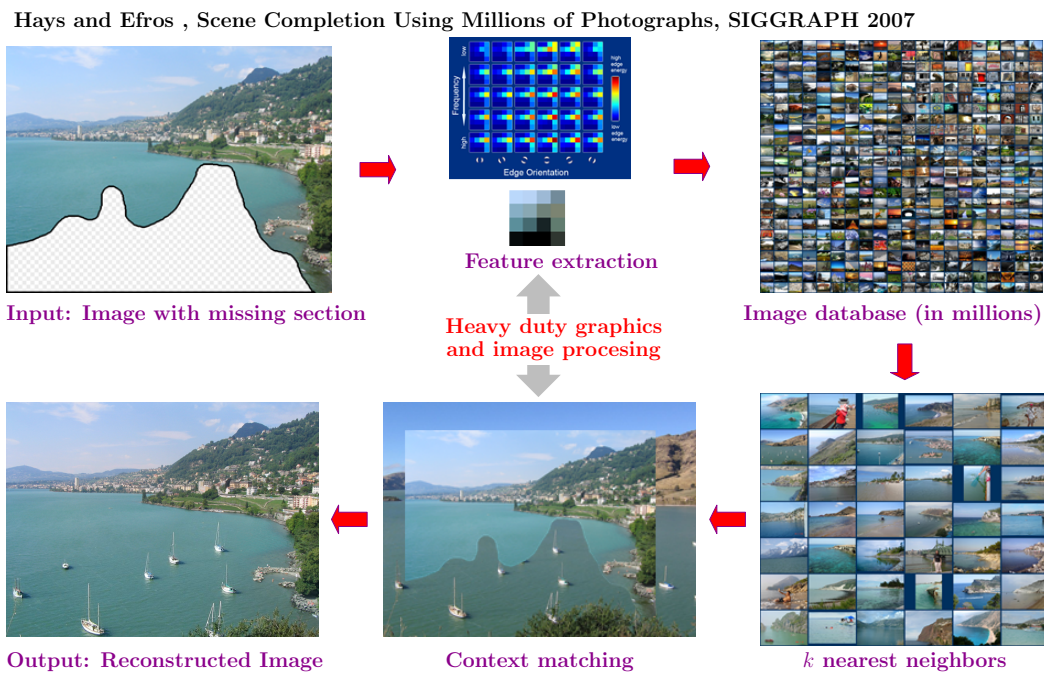 Hays and Efros , Scene Completion Using Millions of Photographs, SIGGRAPH 2007
low
Frequency
high
high
edge
energy
low
edge
energy
Edge Orientation
Feature extraction
Input: Image with missing section
Image database (in millions)
Heavy duty graphics
and image procesing
Output: Reconstructed Image
Context matching
k nearest neighbors